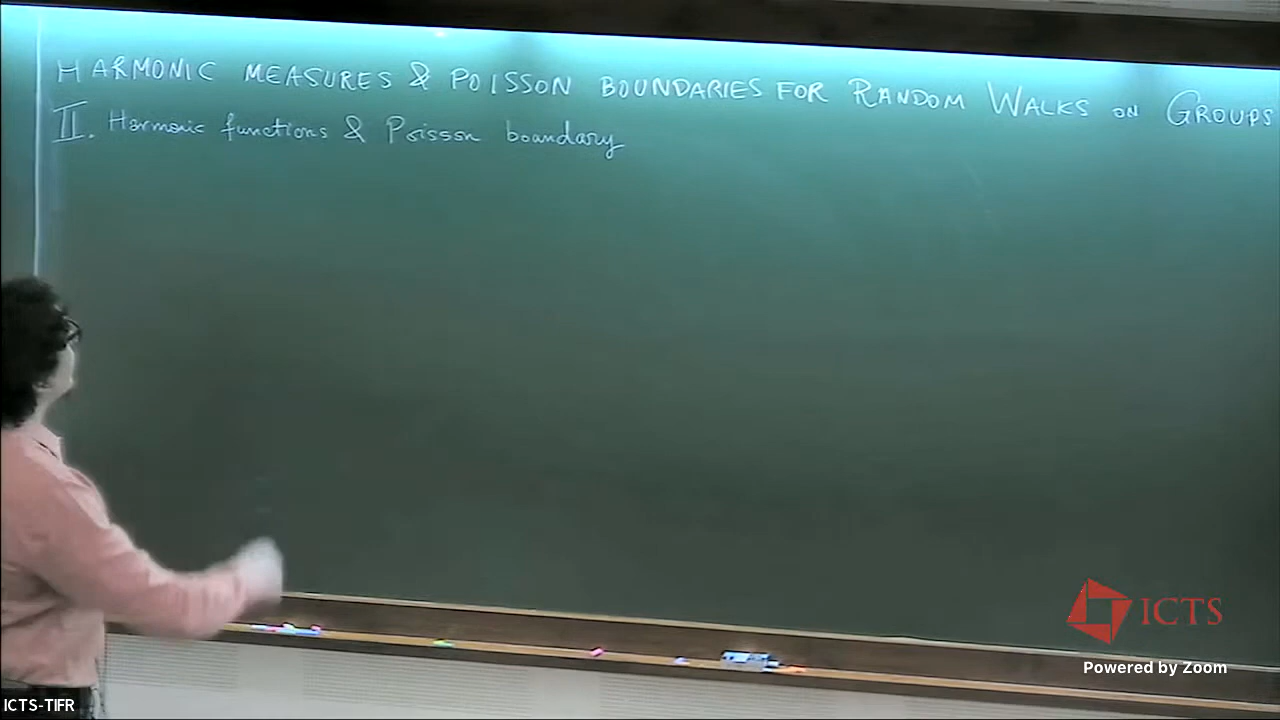 HARMONIC MEASURES & POISSON BOUNDARIES FOR RANDOM WALKS ON GROUPS
II. Harmonic functions & Poisson boundary
ICTS
Powered by Zoom
ICTS-TIFR